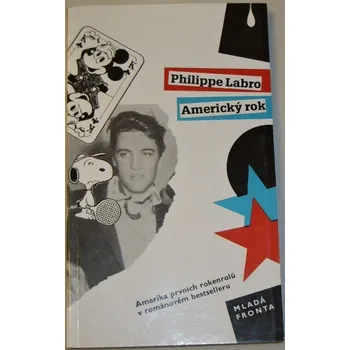 Philippe Labro
Americký rok
Amerika prvních rokenrolů
v románovém bestselleru
MLADÁ
FRONTA